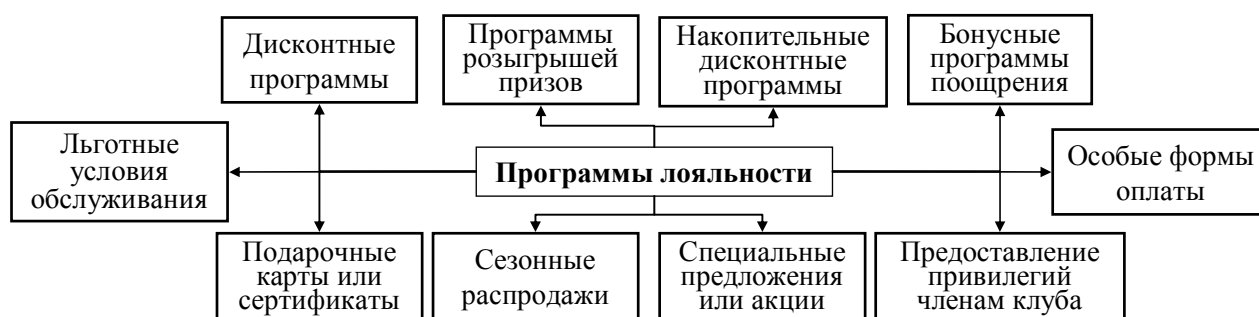 Дисконтные
программы
Программы
розыгрышей
призов
Накопительные
дисконтные
программы
Бонусные
программы
поощрения
Льготные
условия
обслуживания
Программы лояльности
Особые формы
оплаты
Подарочные
карты или
сертификаты
Сезонные
распродажи
Специальные
предложения
или акции
Предоставление
привилегий
членам клуба